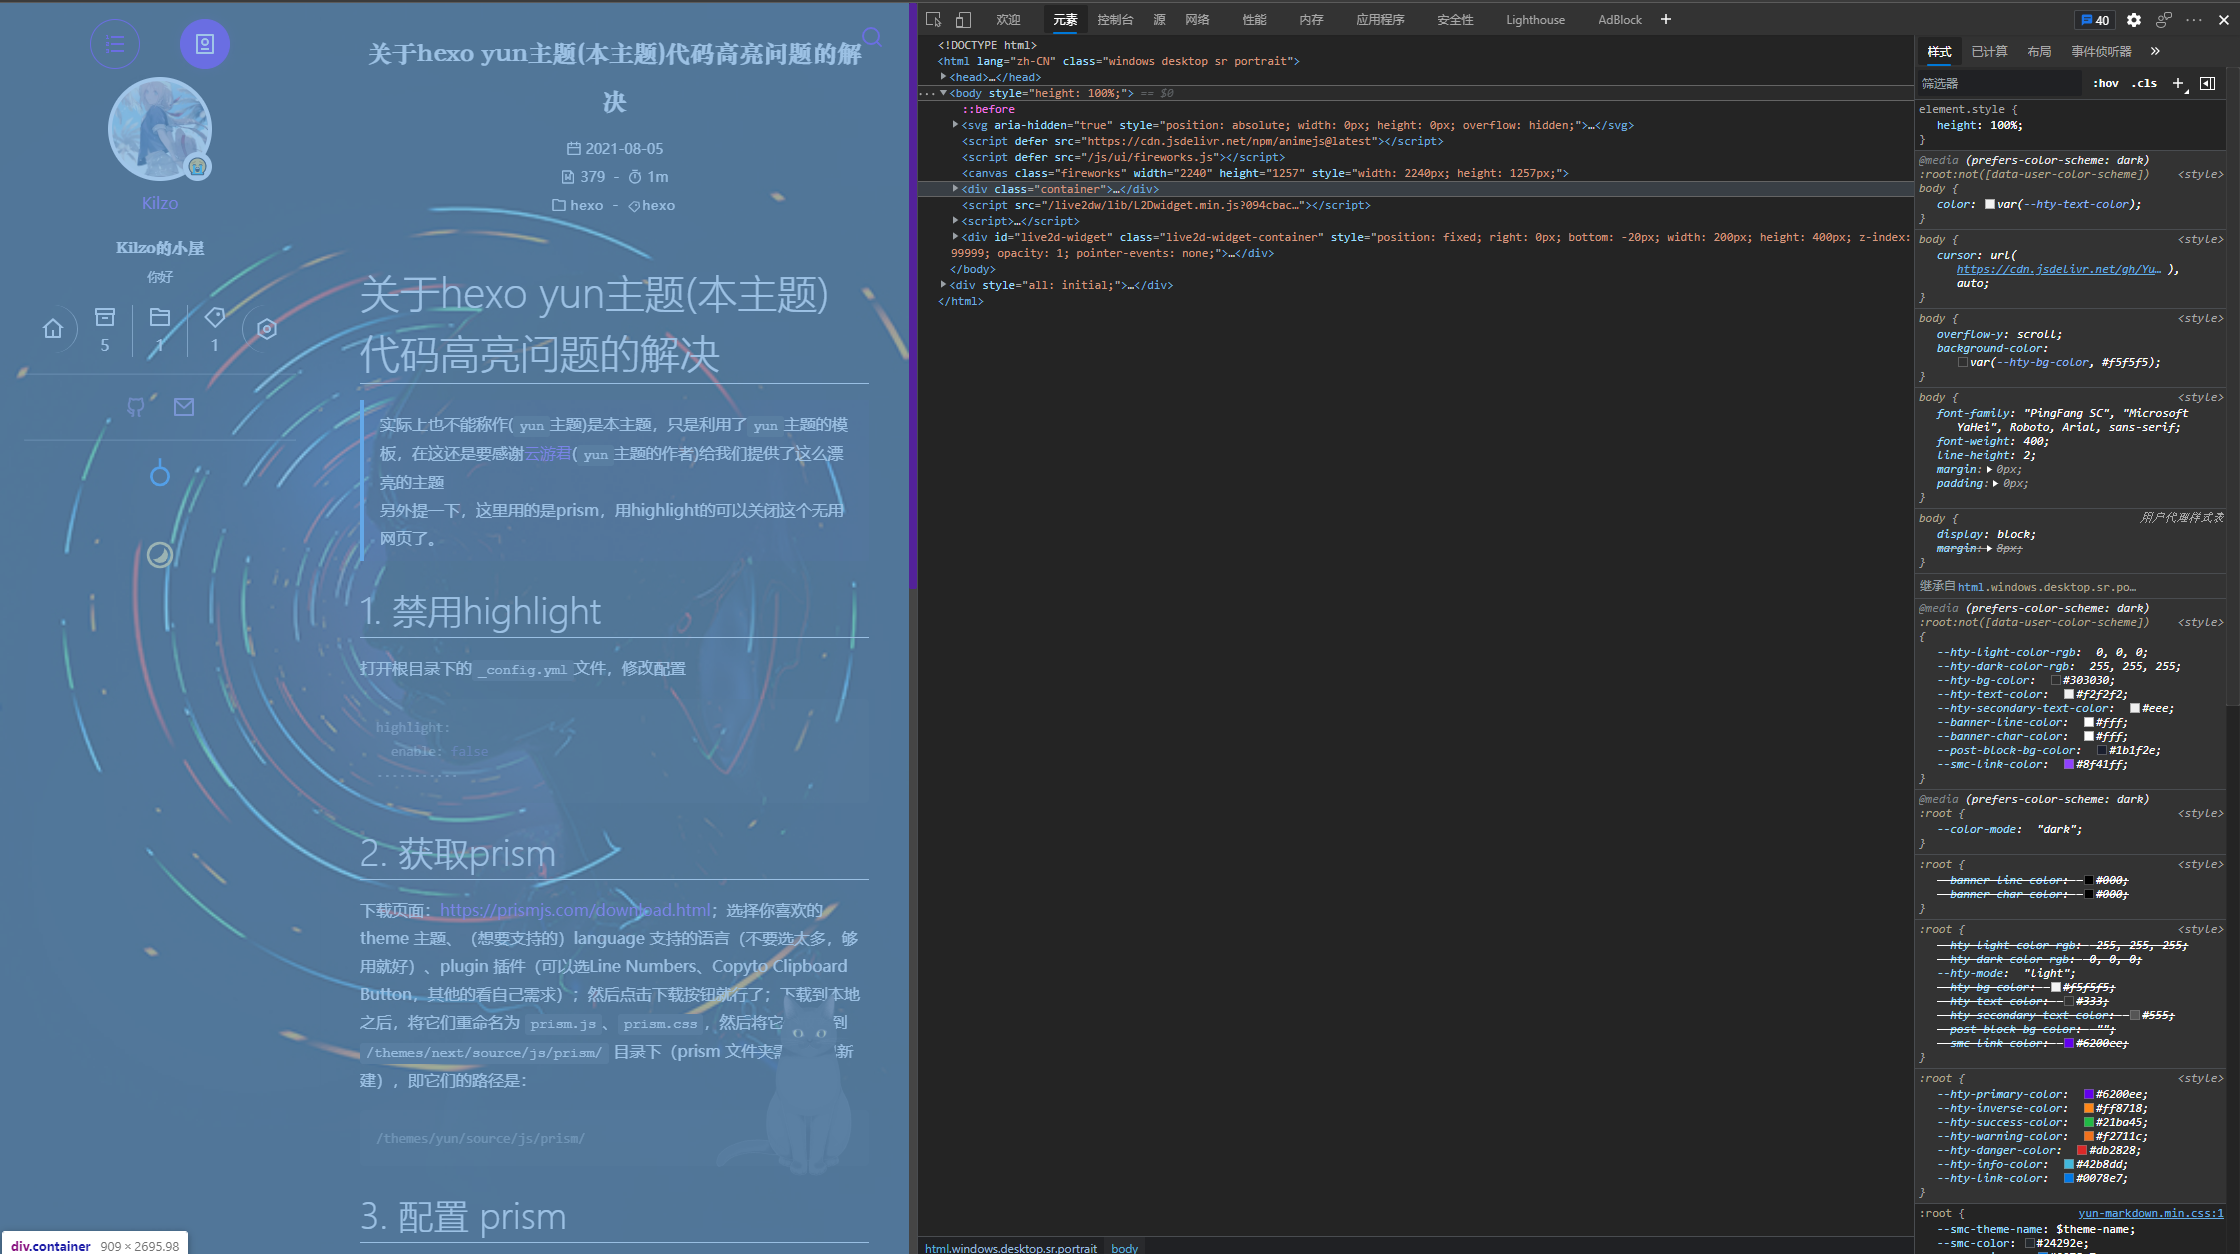 关于hexo yun主题(本主题)代码高亮问题的解
决
2021-08-05
379 - 1m
hexo - hexo
Kilzo
Kilzo的小屋
你好
5 1 1
关于hexo yun主题(本主题)
代码高亮问题的解决
实际上也不能称作( yun 主题)是本主题，只是利用了 yun 主题的模
板，在这还是要感谢云游君( yun 主题的作者)给我们提供了这么漂
亮的主题
另外提一下，这里用的是prism，用highlight的可以关闭这个无用
网页了。
1. 禁用highlight
打开根目录下的 _config.yml 文件，修改配置
highlight:
enable: false
-----------
2. 获取prism
下载页面：https://prismjs.com/download.html；选择你喜欢的
theme 主题、（想要支持的）language 支持的语言（不要选太多，够
用就好）、plugin 插件（可以选Line Numbers、Copyto Clipboard
Button，其他的看自己需求）；然后点击下载按钮就行了；下载到本地
之后，将它们重命名为 prism.js 、 prism.css ，然后将它 到
/themes/next/source/js/prism/ 目录下（prism 文件夹需 新
建），即它们的路径是：
/themes/yun/source/js/prism/
3. 配置 prism
div.container 909 × 2695.98
欢迎 元素 控制台 源 网络 性能 内存 应用程序 安全性 Lighthouse AdBlock + 40
<!DOCTYPE html>
<html lang="zh-CN" class="windows desktop sr portrait">
<head>…</head>
<body style="height: 100%;"> == $0
::before
<svg aria-hidden="true" style="position: absolute; width: 0px; height: 0px; overflow: hidden;">…</svg>
<script defer src="https://cdn.jsdelivr.net/npm/animejs@latest"></script>
<script defer src="/js/ui/fireworks.js"></script>
<canvas class="fireworks" width="2240" height="1257" style="width: 2240px; height: 1257px;">
<div class="container">…</div>
<script src="/live2dw/lib/L2Dwidget.min.js?094cbac…"></script>
<script>…</script>
<div id="live2d-widget" class="live2d-widget-container" style="position: fixed; right: 0px; bottom: -20px; width: 200px; height: 400px; z-index:
99999; opacity: 1; pointer-events: none;">…</div>
</body>
<div style="all: initial;">…</div>
</html>
html.windows.desktop.sr.portrait body
样式 已计算 布局 事件侦听器 »
筛选器 :hov .cls +
element.style {
height: 100%;
}
@media (prefers-color-scheme: dark)
:root:not([data-user-color-scheme]) <style>
body {
color: var(--hty-text-color);
}
body { <style>
cursor: url(
https://cdn.jsdelivr.net/gh/Yu… ),
auto;
}
body { <style>
overflow-y: scroll;
background-color:
var(--hty-bg-color, #f5f5f5);
}
body { <style>
font-family: "PingFang SC", "Microsoft
YaHei", Roboto, Arial, sans-serif;
font-weight: 400;
line-height: 2;
margin: 0px;
padding: 0px;
}
body { 用户代理样式表
display: block;
margin: 8px;
}
继承自 html.windows.desktop.sr.po…
@media (prefers-color-scheme: dark)
:root:not([data-user-color-scheme]) <style>
{
--hty-light-color-rgb: 0, 0, 0;
--hty-dark-color-rgb: 255, 255, 255;
--hty-bg-color: #303030;
--hty-text-color: #f2f2f2;
--hty-secondary-text-color: #eee;
--banner-line-color: #fff;
--banner-char-color: #fff;
--post-block-bg-color: #1b1f2e;
--smc-link-color: #8f41ff;
}
@media (prefers-color-scheme: dark)
:root { <style>
--color-mode: "dark";
}
:root { <style>
--banner-line-color: #000;
--banner-char-color: #000;
}
:root { <style>
--hty-light-color-rgb: 255, 255, 255;
--hty-dark-color-rgb: 0, 0, 0;
--hty-mode: "light";
--hty-bg-color: #f5f5f5;
--hty-text-color: #333;
--hty-secondary-text-color: #555;
--post-block-bg-color: "";
--smc-link-color: #6200ee;
}
:root { <style>
--hty-primary-color: #6200ee;
--hty-inverse-color: #ff8718;
--hty-success-color: #21ba45;
--hty-warning-color: #f2711c;
--hty-danger-color: #db2828;
--hty-info-color: #42b8dd;
--hty-link-color: #0078e7;
}
:root { yun-markdown.min.css:1
--smc-theme-name: $theme-name;
--smc-color: #24292e;